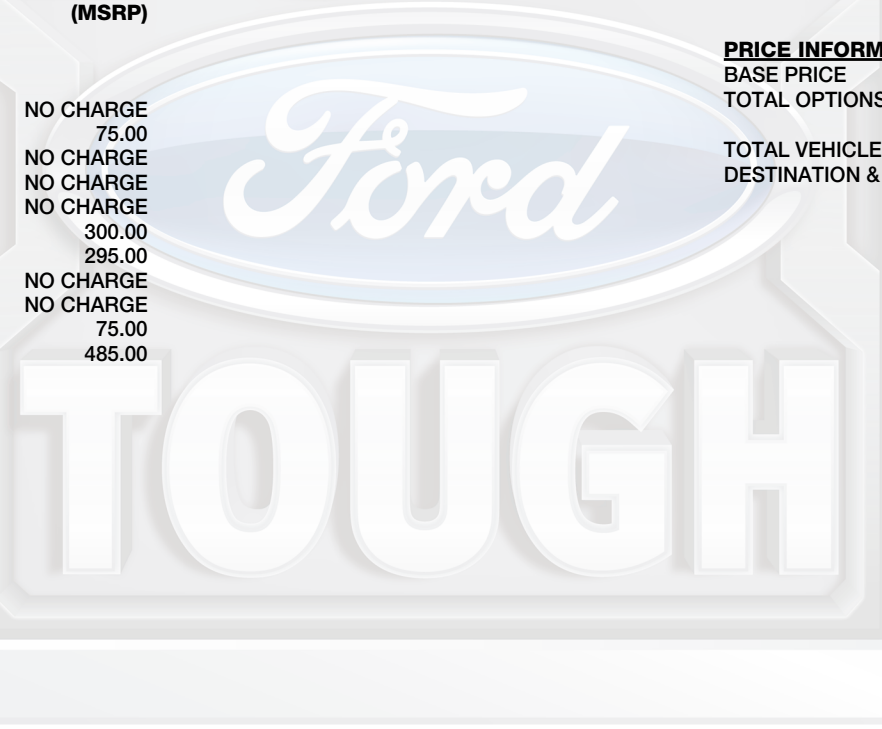 (MSRP)
NO CHARGE
75.00
NO CHARGE
NO CHARGE
NO CHARGE
300.00
295.00
NO CHARGE
NO CHARGE
75.00
485.00
PRICE INFORM
BASE PRICE
TOTAL OPTIONS
TOTAL VEHICLE
DESTINATION &
Ford
TOUGH